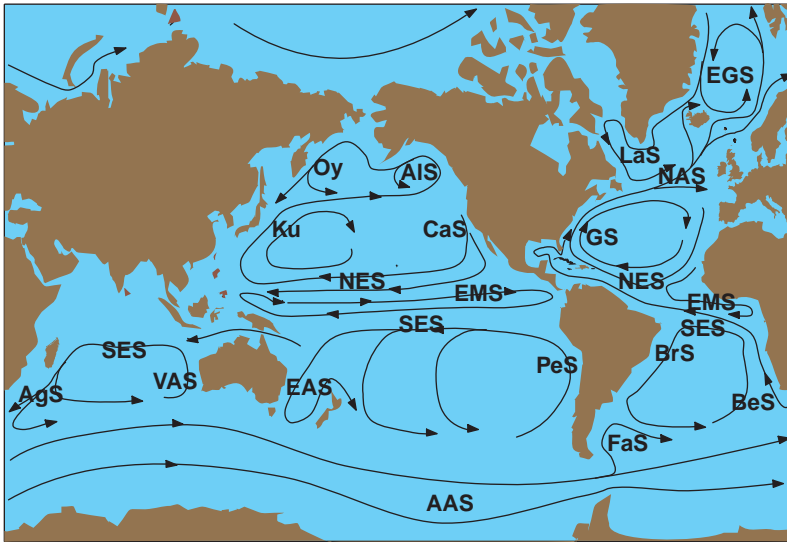 EGS
LaS
Oy
AlS
NAS
Ku
CaS
GS
NES
NES
EMS
EMS
SES
SES
SES
BrS
VAS
EAS
PeS
AgS
BeS
FaS
AAS